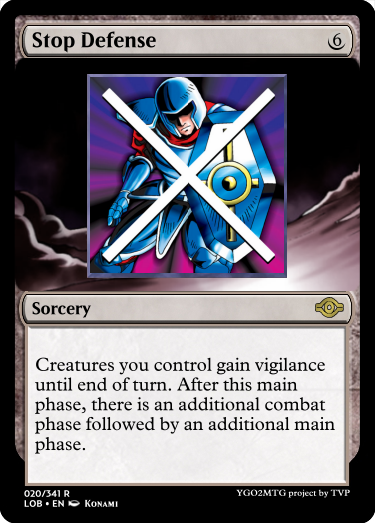 Stop Defense 6
Sorcery
Creatures you control gain vigilance
until end of turn. After this main
phase, there is an additional combat
phase followed by an additional main
phase.
020/341 R YGO2MTG project by TVP
LOB • EN Konami